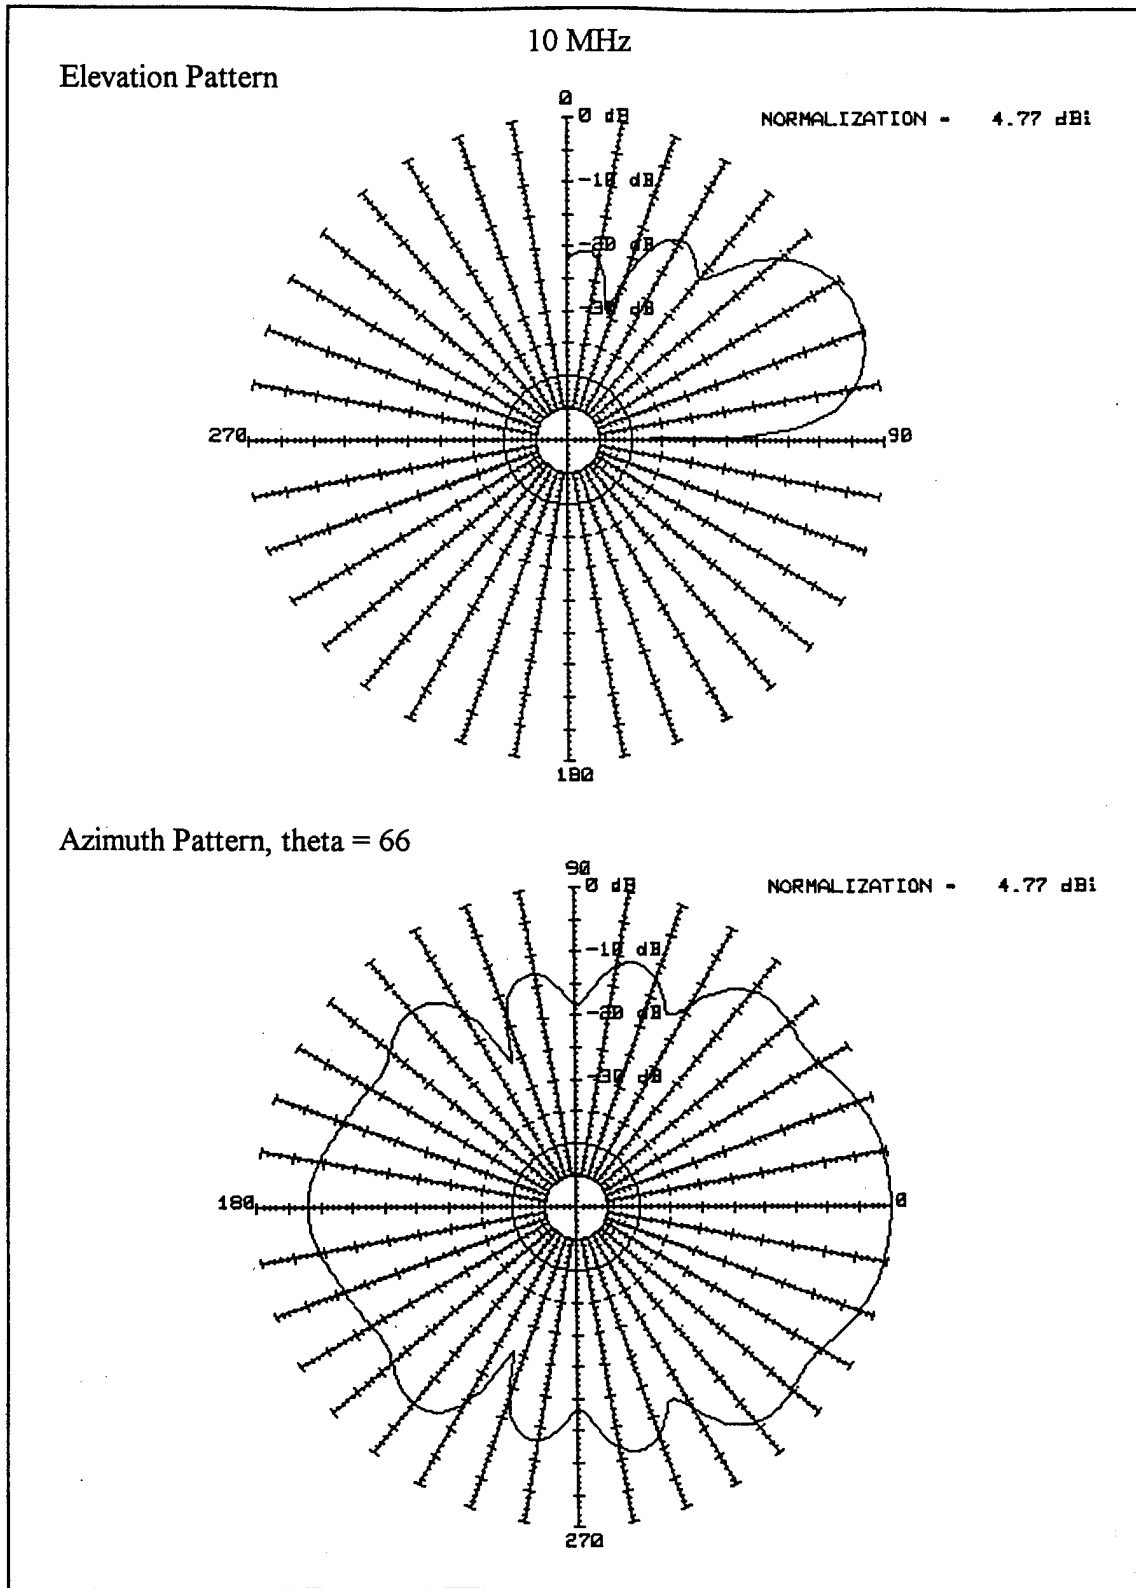 10 MHz
Elevation Pattern
0
0 dB
NORMALIZATION - 4.77 dBi
-10 dB
-20 dB
-30 dB
270
90
180
Azimuth Pattern, theta = 66
90
0 dB
NORMALIZATION - 4.77 dBi
-10 dB
-20 dB
-30 dB
180
0
270